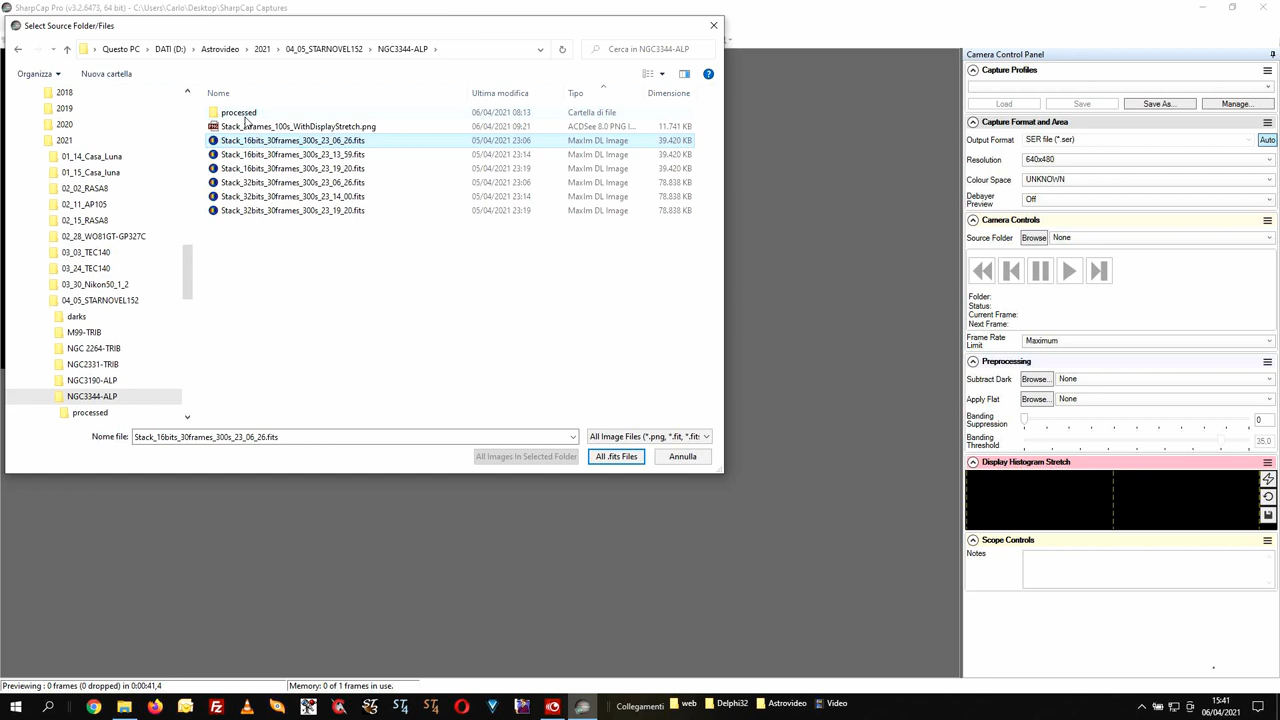 SharpCap Pro (v3.2.6473, 64 bit) - C:\Users\Carlo\Desktop\SharpCap Captures
Select Source Folder/Files
Questo PC > DATI (D:) > Astrovideo > 2021 > 04_05_STARNOVEL152 > NGC3344-ALP >
Cerca in NGC3344-ALP
Organizza
Nuova cartella
2018
2019
2020
2021
01_14_Casa_Luna
01_15_Casa_luna
02_02_RASA8
02_11_AP105
02_15_RASA8
02_28_WO81GT-GP327C
03_03_TEC140
03_24_TEC140
03_30_Nikon50_1_2
04_05_STARNOVEL152
darks
M99-TRIB
NGC 2264-TRIB
NGC2331-TRIB
NGC3190-ALP
NGC3344-ALP
processed
Nome Ultima modifica Tipo Dimensione
processed 06/04/2021 08:13 Cartella di file
06/04/2021 09:21 ACDSee 8.0 PNG I... 11.741 KB
Stack_16bits_30frames_300s_23_06_26.fits 05/04/2021 23:06 MaxIm DL Image 39.420 KB
Stack_16bits_30frames_300s_23_13_59.fits 05/04/2021 23:14 MaxIm DL Image 39.420 KB
Stack_16bits_30frames_300s_23_19_20.fits 05/04/2021 23:19 MaxIm DL Image 39.420 KB
Stack_32bits_30frames_300s_23_06_26.fits 05/04/2021 23:06 MaxIm DL Image 78.838 KB
Stack_32bits_30frames_300s_23_14_00.fits 05/04/2021 23:14 MaxIm DL Image 78.838 KB
Stack_32bits_30frames_300s_23_19_20.fits 05/04/2021 23:19 MaxIm DL Image 78.838 KB
Nome file: Stack_16bits_30frames_300s_23_06_26.fits
All Image Files (*.png, *.fit, *.fits
All Images In Selected Folder
All .fits Files
Annulla
Camera Control Panel
Capture Profiles
Load
Save
Save As...
Manage...
Capture Format and Area
Output Format SER file (*.ser) Auto
Resolution 640x480
Colour Space UNKNOWN
Debayer
Preview Off
Camera Controls
Source Folder Browse None
Folder:
Status:
Current Frame:
Next Frame:
Frame Rate
Limit Maximum
Preprocessing
Subtract Dark Browse... None
Apply Flat Browse... None
Banding
Suppression 0
Banding
Threshold 35,0
Display Histogram Stretch
Scope Controls
Notes
Previewing : 0 frames (0 dropped) in 0:00:41,4
Memory: 0 of 1 frames in use.
Collegamenti
web
Delphi32
Astrovideo
Video
15:41
06/04/2021